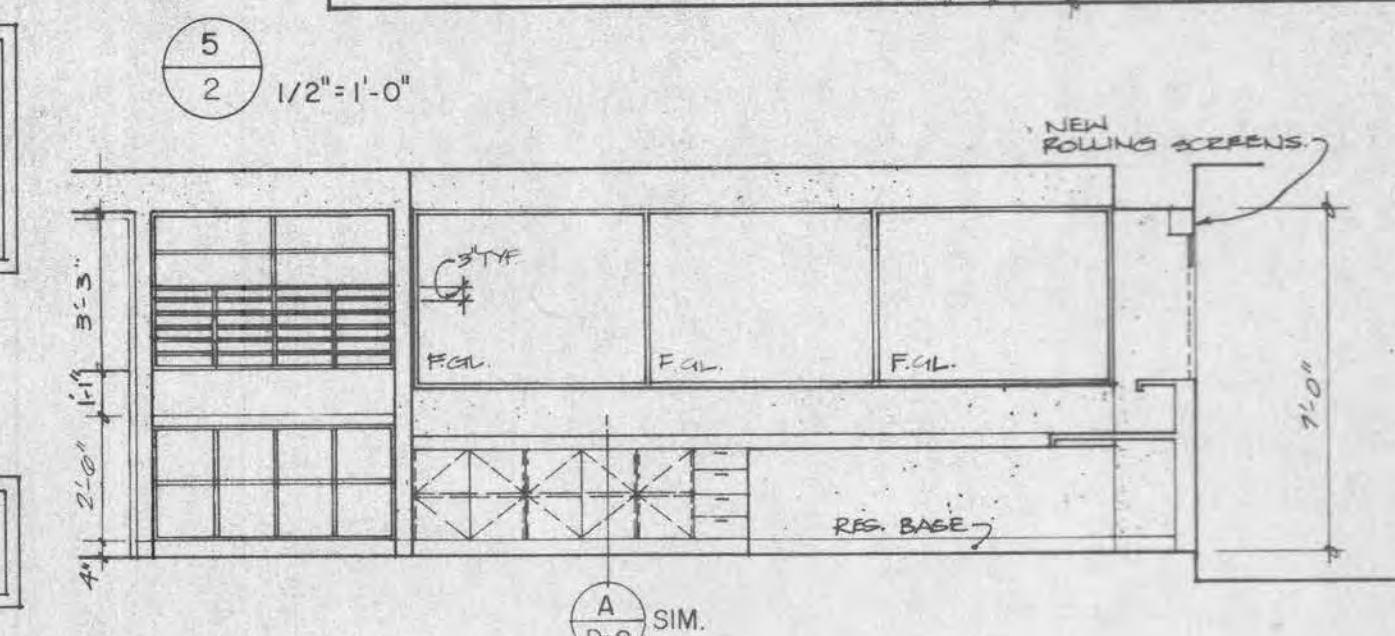 5
2
1/2"=1'-0"
NEW
ROLLING SCREENS.
3'-3"
1'-1"
2'-6"
4"
3" TYP.
F.GL.
F.GL.
F.GL.
7'-0"
RES. BASE
A
SIM.